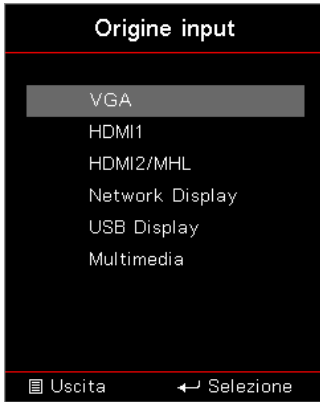 Origine input
VGA
HDMI1
HDMI2/MHL
Network Display
USB Display
Multimedia
Uscita Selezione